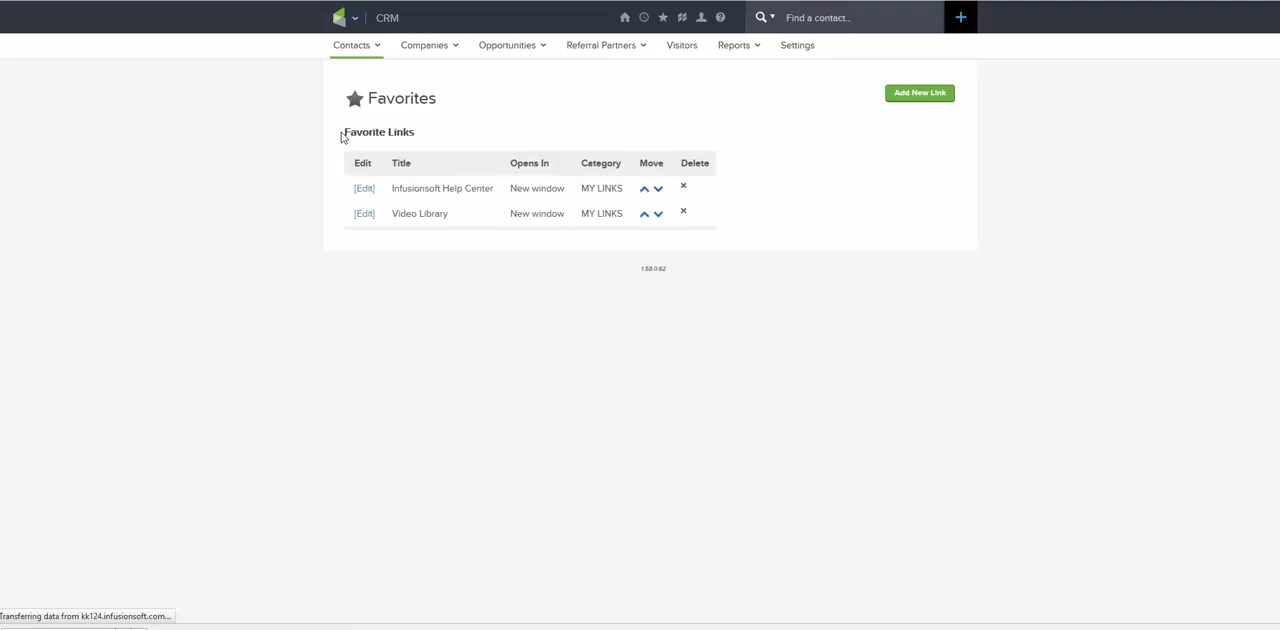 CRM
Find a contact...
Contacts Companies Opportunities Referral Partners Visitors Reports Settings
Favorites
Add New Link
Favorite Links
Edit Title Opens In Category Move Delete
[Edit] Infusionsoft Help Center New window MY LINKS
[Edit] Video Library New window MY LINKS
1.58.0.62
Transferring data from kk124.infusionsoft.com...